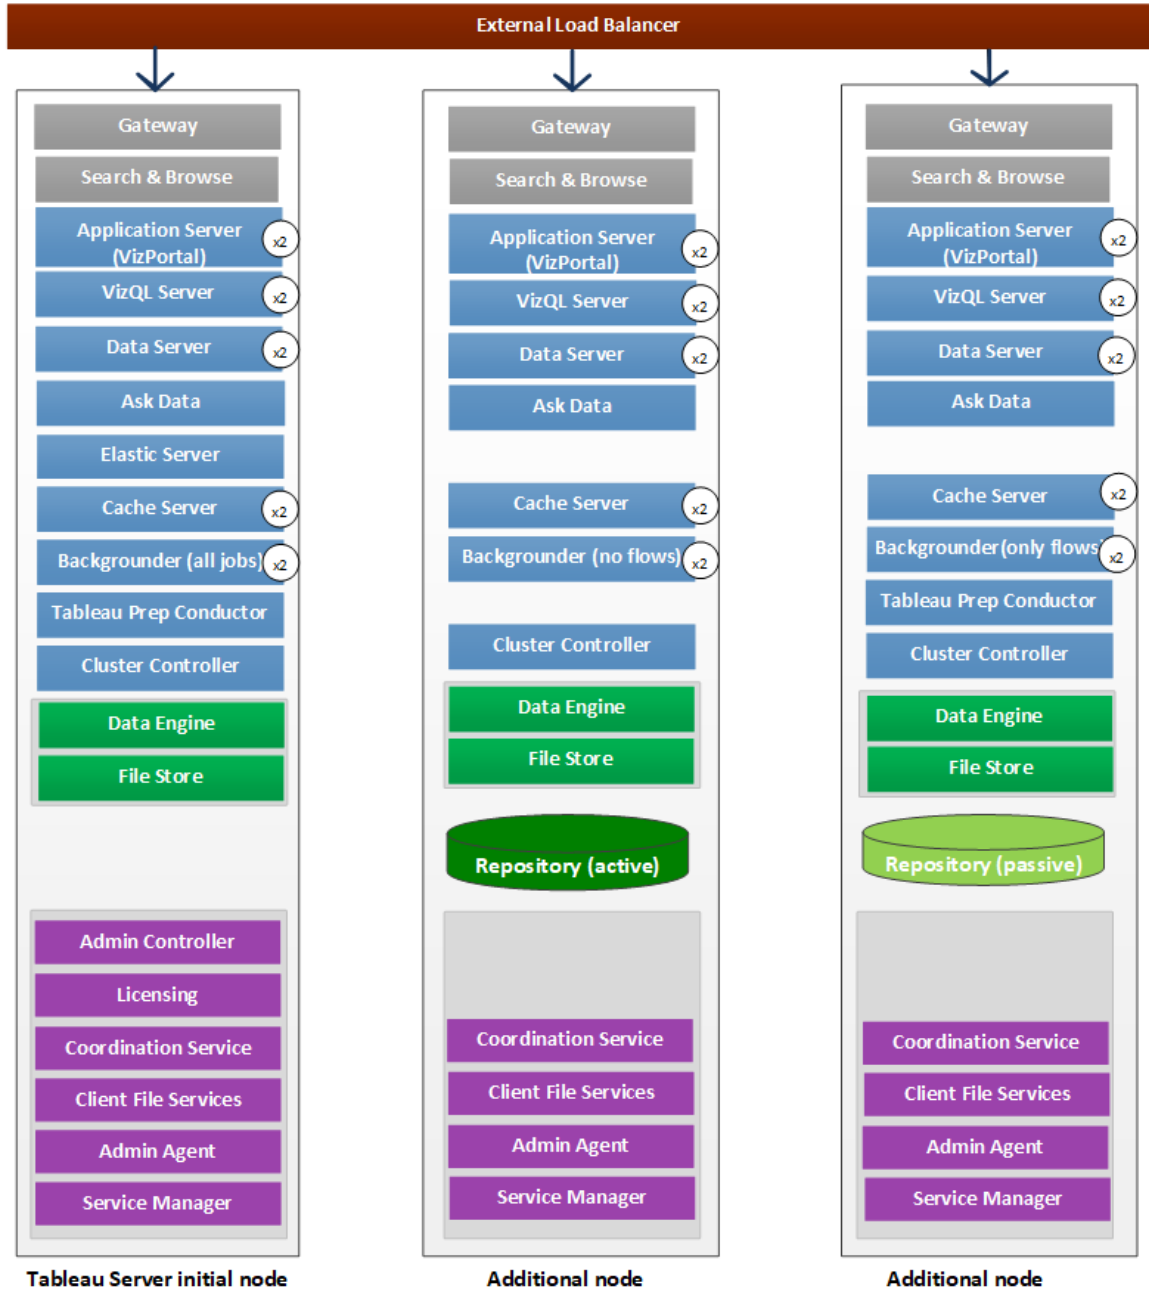 External Load Balancer
Gateway
Search & Browse
Application Server
(VizPortal)
x2
VizQL Server
x2
Data Server
x2
Ask Data
Elastic Server
Cache Server
x2
Backgrounder (all jobs)
x2
Tableau Prep Conductor
Cluster Controller
Data Engine
File Store
Admin Controller
Licensing
Coordination Service
Client File Services
Admin Agent
Service Manager
Tableau Server initial node
Gateway
Search & Browse
Application Server
(VizPortal)
x2
VizQL Server
x2
Data Server
x2
Ask Data
Cache Server
x2
Backgrounder (no flows)
x2
Cluster Controller
Data Engine
File Store
Repository (active)
Coordination Service
Client File Services
Admin Agent
Service Manager
Additional node
Gateway
Search & Browse
Application Server
(VizPortal)
x2
VizQL Server
x2
Data Server
x2
Ask Data
Cache Server
x2
Backgrounder(only flows)
x2
Tableau Prep Conductor
Cluster Controller
Data Engine
File Store
Repository (passive)
Coordination Service
Client File Services
Admin Agent
Service Manager
Additional node